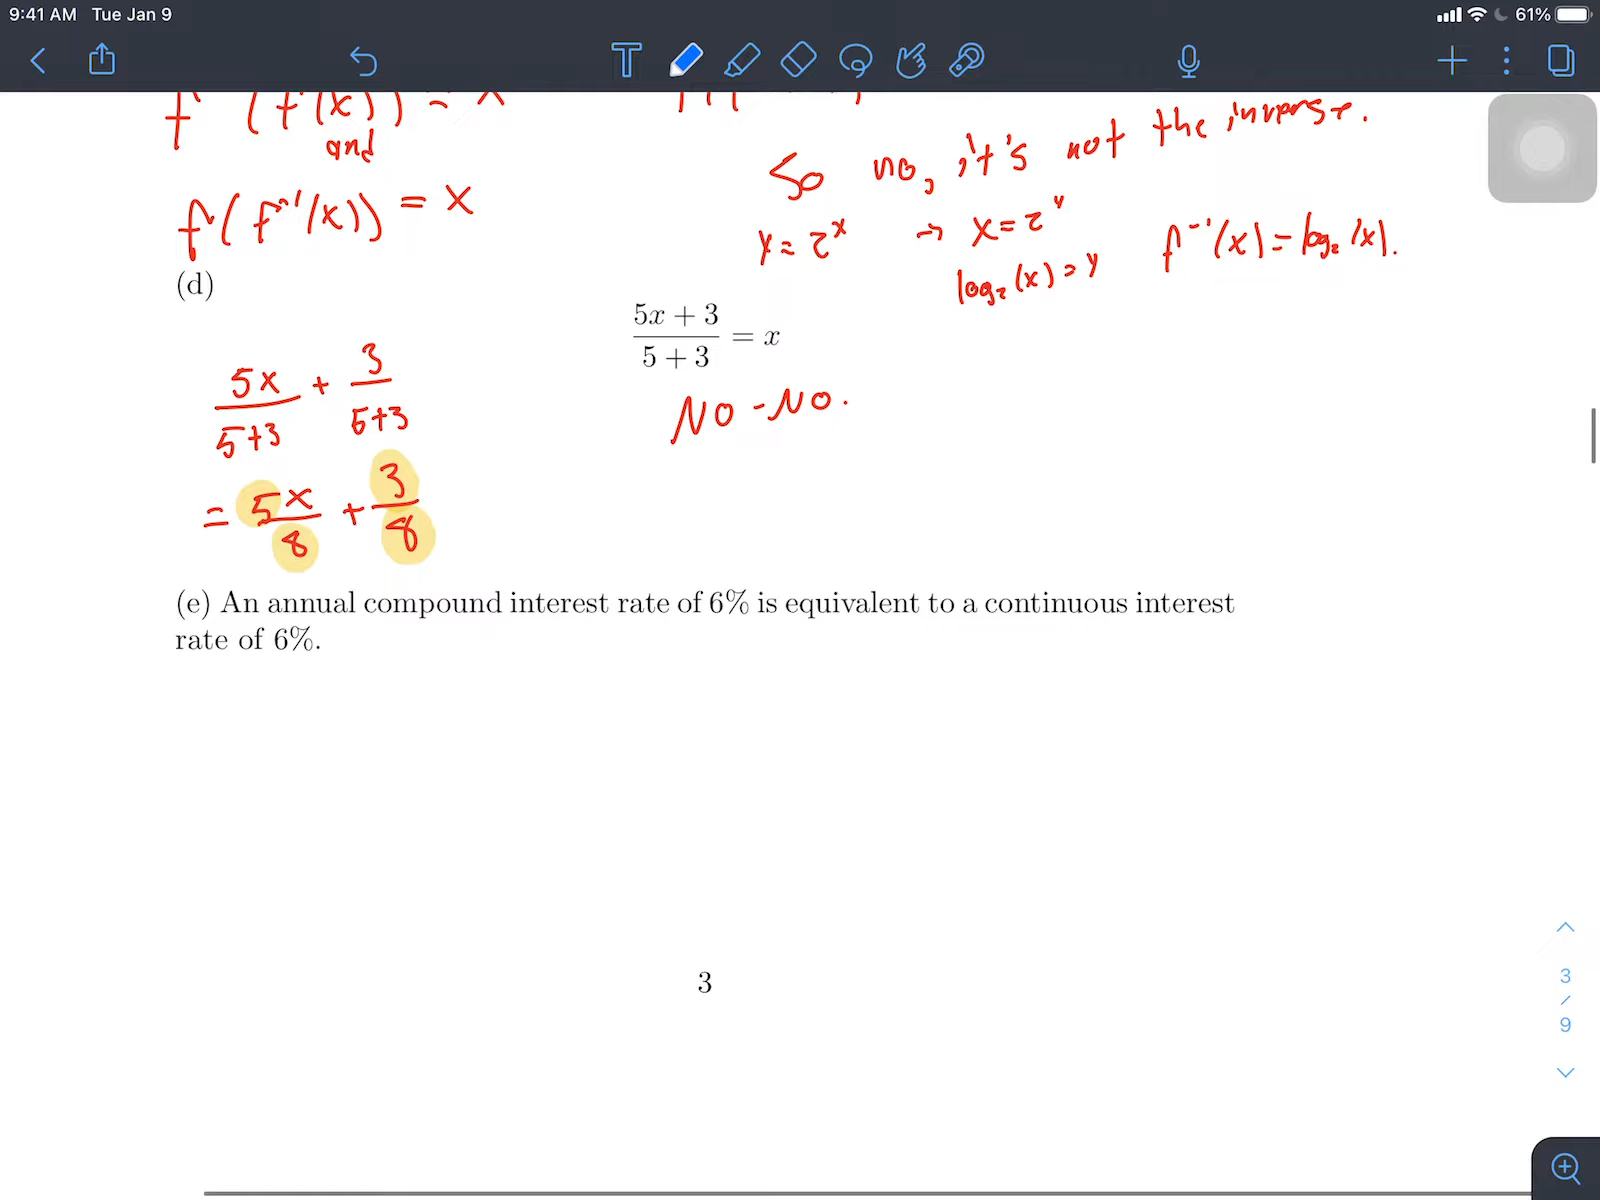 9:41 AM Tue Jan 9
61%
f (f(x)) = x
and
So no, it's not the inverse.
f(f⁻¹(x)) = x
y = 2ˣ → x = 2ʸ f⁻¹(x) = log₂(x).
log₂(x) = y
(d)
5x + 3 / 5 + 3 = x
5x / 5+3 + 3 / 5+3
NO - NO.
= 5x / 8 + 3 / 8
(e) An annual compound interest rate of 6% is equivalent to a continuous interest
rate of 6%.
3
3
/
9